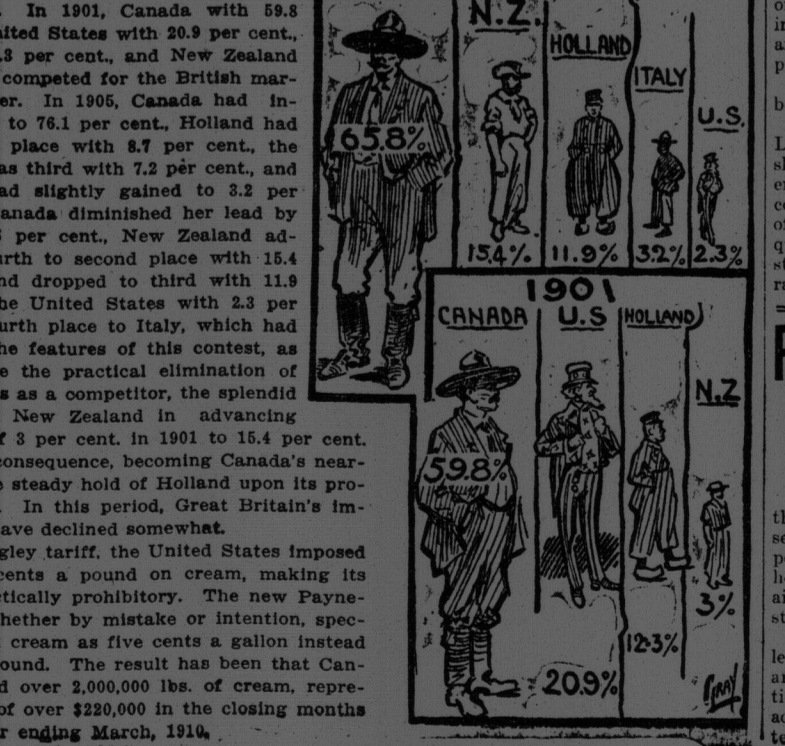 . In 1901, Canada with 59.8
ited States with 20.9 per cent.,
.3 per cent., and New Zealand
competed for the British mar-
er. In 1905, Canada had in-
to 76.1 per cent., Holland had
place with 8.7 per cent., the
as third with 7.2 per cent., and
ad slightly gained to 3.2 per
anada diminished her lead by
per cent., New Zealand ad-
urth to second place with 15.4
nd dropped to third with 11.9
he United States with 2.3 per
urth place to Italy, which had
he features of this contest, as
e the practical elimination of
s as a competitor, the splendid
New Zealand in advancing
f 3 per cent. in 1901 to 15.4 per cent.
consequence, becoming Canada's near-
steady hold of Holland upon its pro-
. In this period, Great Britain's im-
ave declined somewhat.
gley tariff, the United States imposed
cents a pound on cream, making its
ctically prohibitory. The new Payne-
hether by mistake or intention, spec-
cream as five cents a gallon instead
ound. The result has been that Can-
d over 2,000,000 lbs. of cream, repre-
of over $220,000 in the closing months
r ending March, 1910.
N.Z.
HOLLAND
ITALY
U.S.
65.8%
15.4%
11.9%
3.2%
2.3%
1901
CANADA
U.S
HOLLAND
N.Z
59.8%
20.9%
12.3%
3%